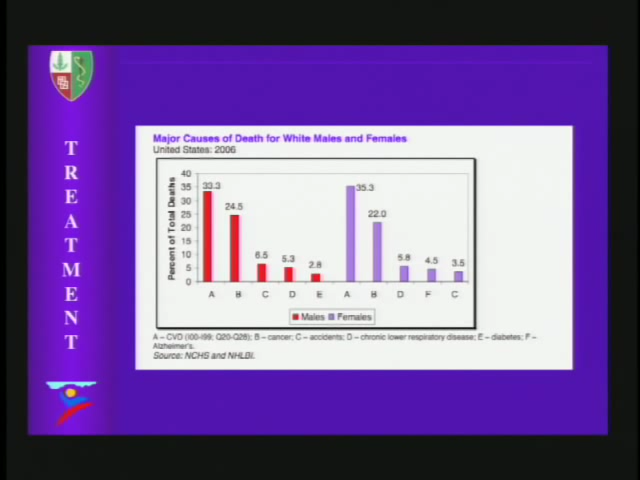 TREATMENT
Major Causes of Death for White Males and Females
United States: 2006
Percent of Total Deaths
40
35
30
25
20
15
10
5
0
33.3
24.5
6.5
5.3
2.8
35.3
22.0
5.8
4.5
3.5
A B C D E A B D F C
Males Females
A – CVD (I00-I99; Q20-Q28); B – cancer; C – accidents; D – chronic lower respiratory disease; E – diabetes; F –
Alzheimer's.
Source: NCHS and NHLBI.